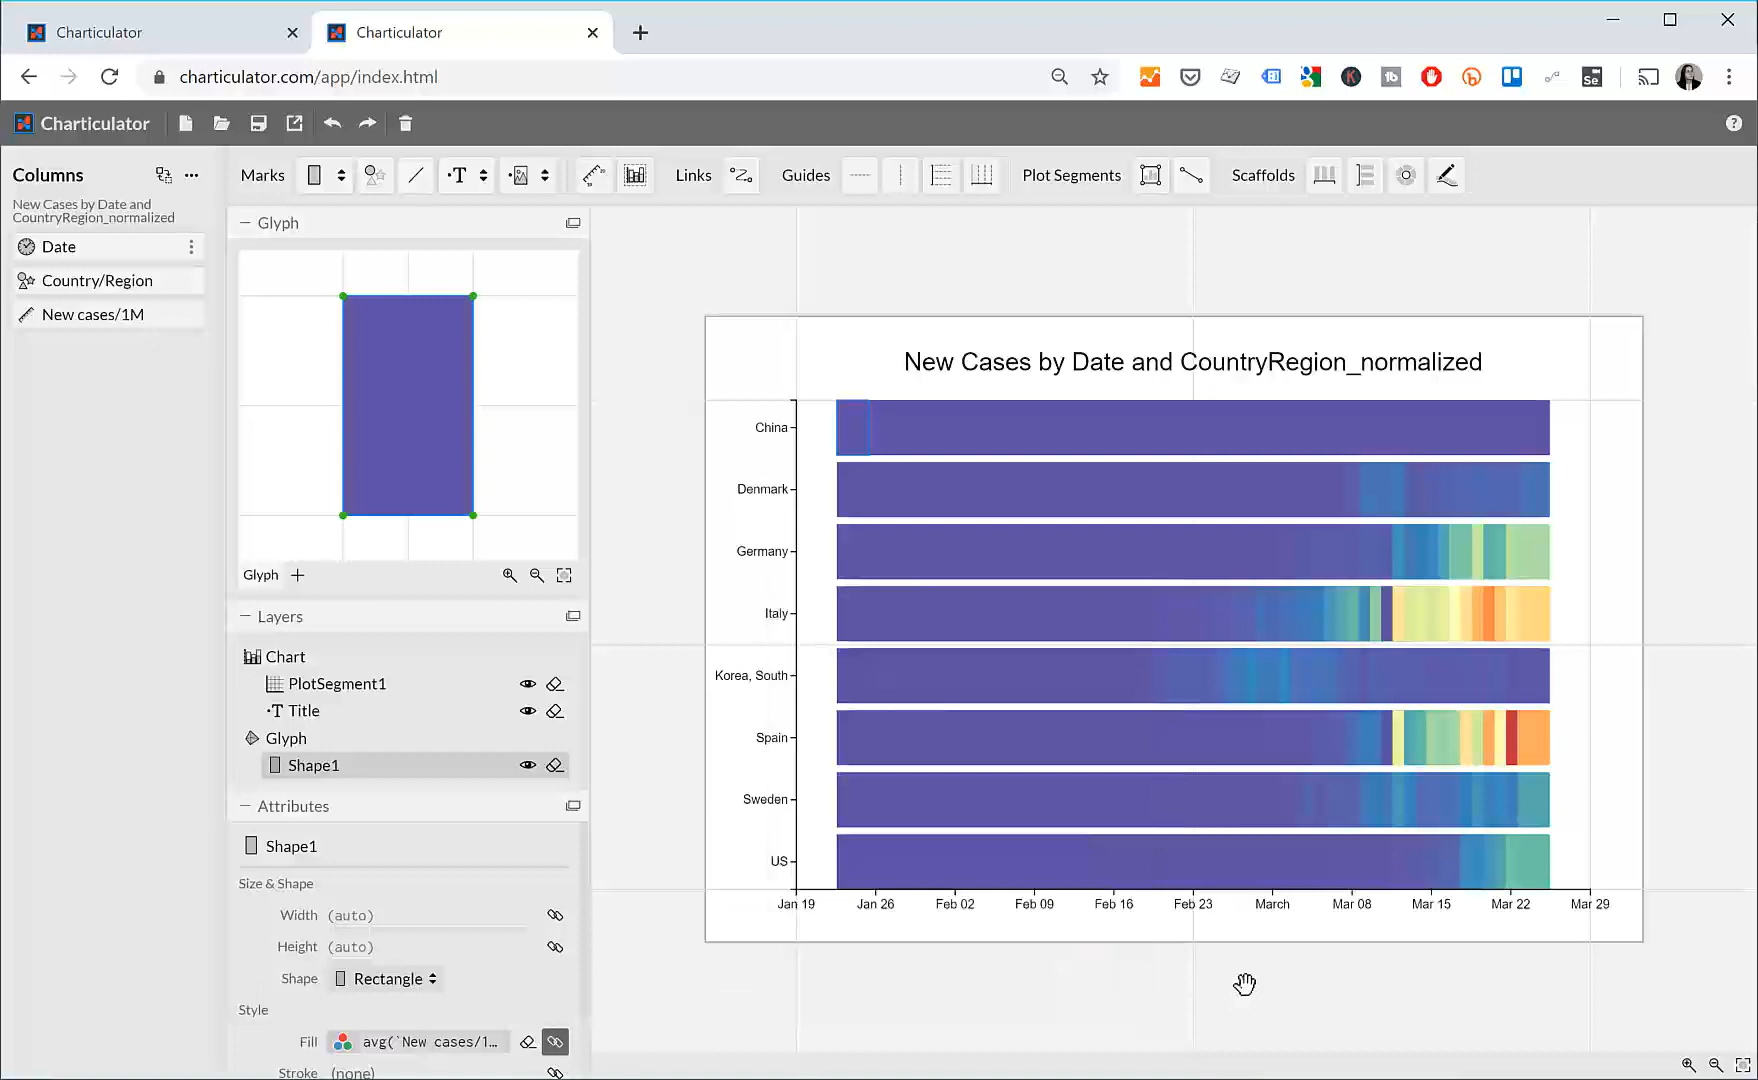 Charticulator
Charticulator
charticulator.com/app/index.html
tb
Se
Charticulator
Columns
Marks
T
Links
Guides
Plot Segments
Scaffolds
New Cases by Date and
CountryRegion_normalized
Date
Country/Region
New cases/1M
Glyph
Glyph
Layers
Chart
PlotSegment1
T Title
Glyph
Shape1
Attributes
Shape1
Size & Shape
Width (auto)
Height (auto)
Shape Rectangle
Style
Fill avg(`New cases/1...
Stroke (none)
New Cases by Date and CountryRegion_normalized
China
Denmark
Germany
Italy
Korea, South
Spain
Sweden
US
Jan 19 Jan 26 Feb 02 Feb 09 Feb 16 Feb 23 March Mar 08 Mar 15 Mar 22 Mar 29